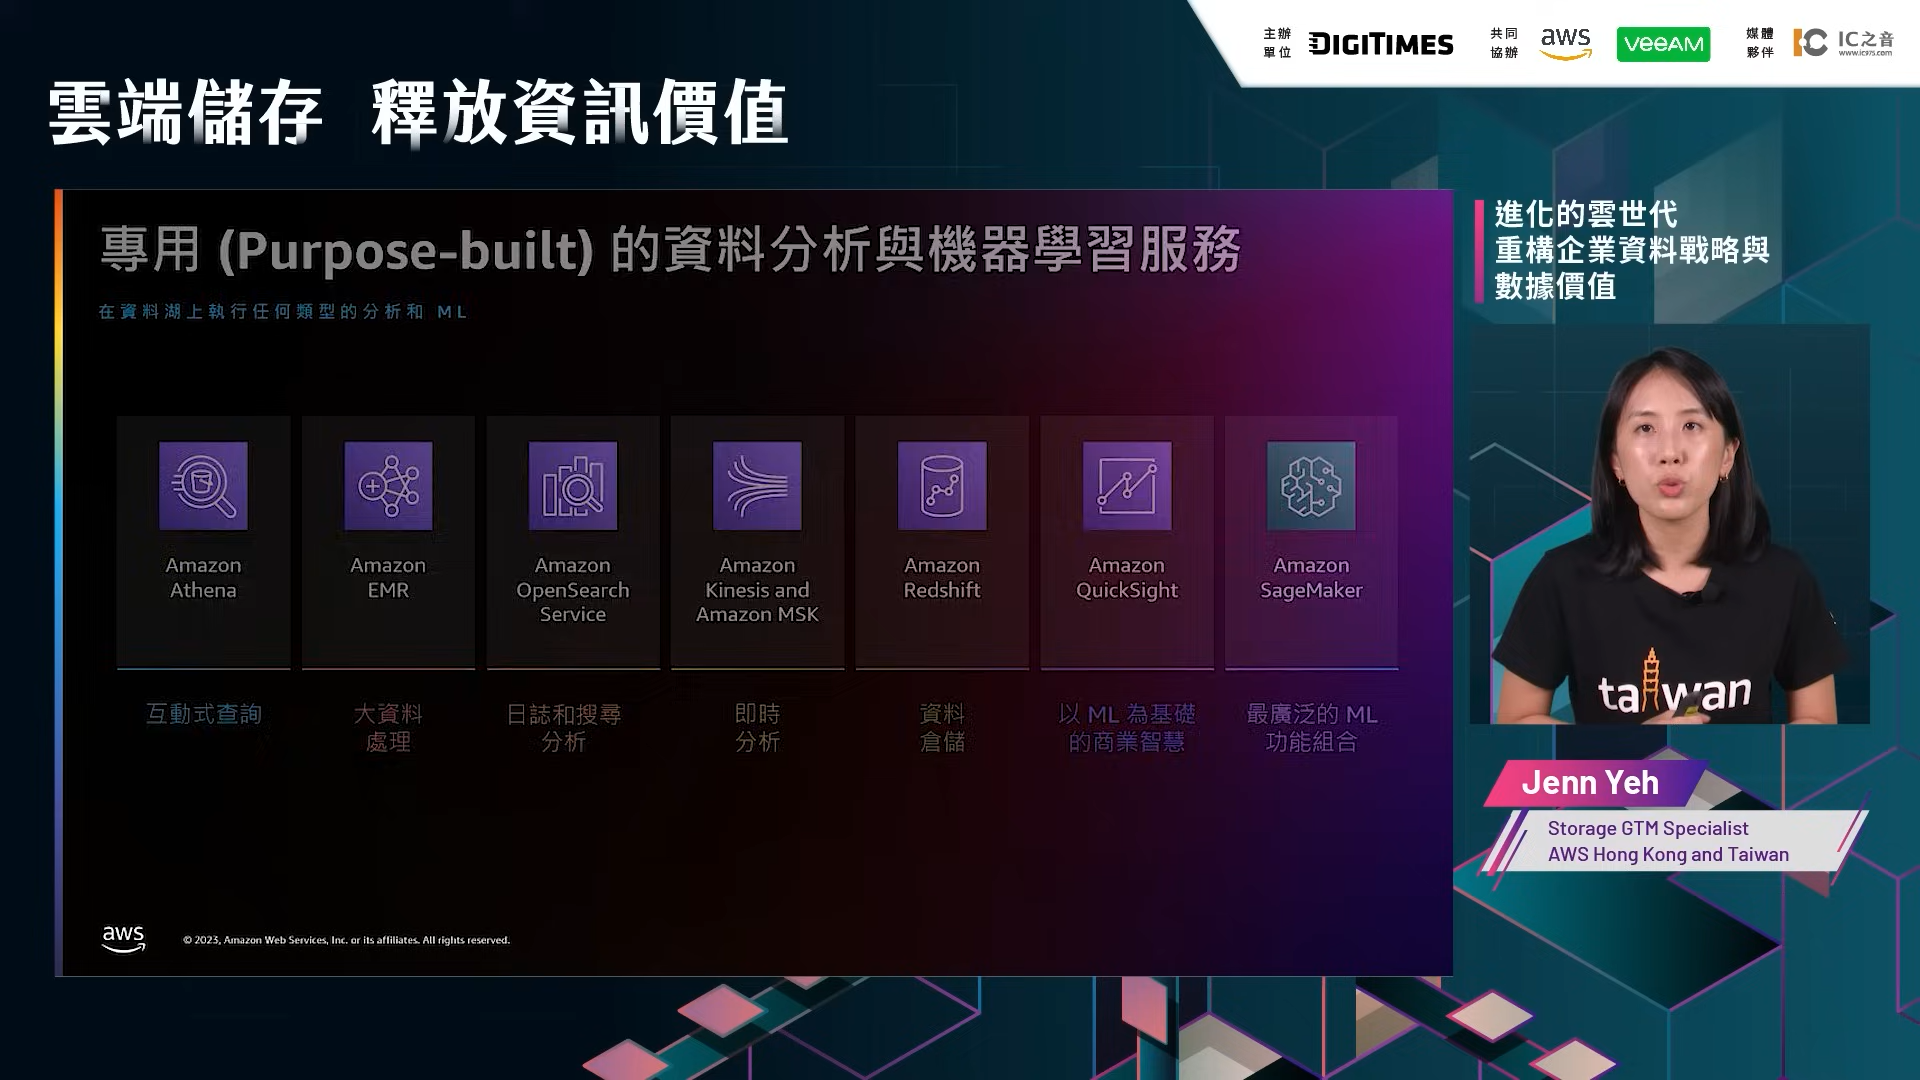 主辦
單位
DIGITIMES
共同
協辦
aws
veeam
媒體
夥伴
IC之音
www.ic975.com
雲端儲存 釋放資訊價值
專用 (Purpose-built) 的資料分析與機器學習服務
在資料湖上執行任何類型的分析和 ML
Amazon
Athena
互動式查詢
Amazon
EMR
大資料
處理
Amazon
OpenSearch
Service
日誌和搜尋
分析
Amazon
Kinesis and
Amazon MSK
即時
分析
Amazon
Redshift
資料
倉儲
Amazon
QuickSight
以 ML 為基礎
的商業智慧
Amazon
SageMaker
最廣泛的 ML
功能組合
aws
© 2023, Amazon Web Services, Inc. or its affiliates. All rights reserved.
進化的雲世代
重構企業資料戰略與
數據價值
taiwan
Jenn Yeh
Storage GTM Specialist
AWS Hong Kong and Taiwan